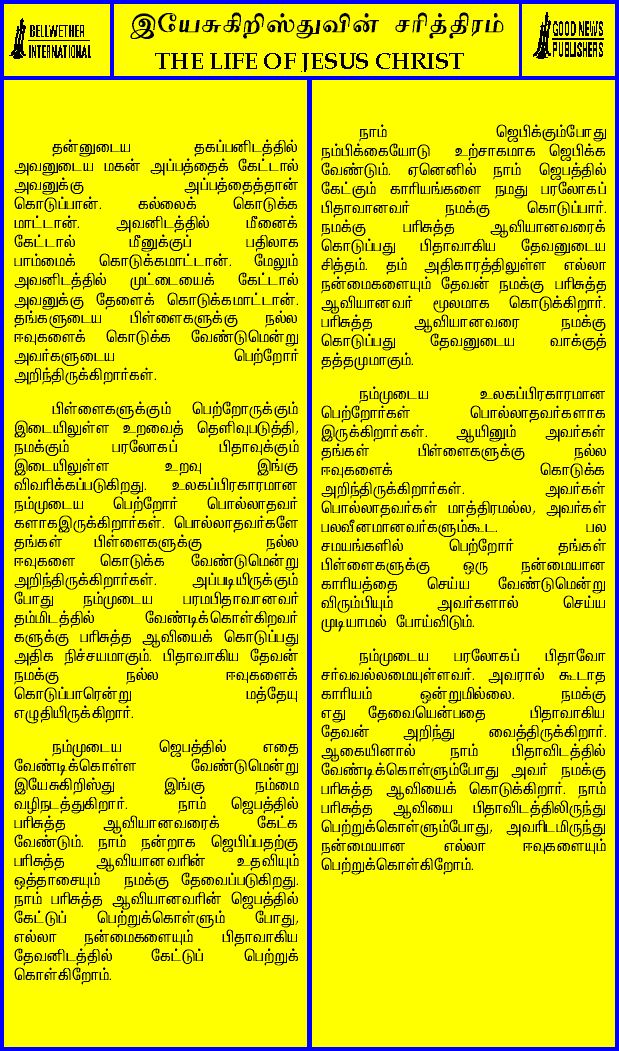 BELLWETHER
INTERNATIONAL
இயேசுகிறிஸ்துவின் சரித்திரம்
THE LIFE OF JESUS CHRIST
GOOD NEWS
PUBLISHERS
தன்னுடைய தகப்பனிடத்தில்
அவனுடைய மகன் அப்பத்தைக் கேட்டால்
அவனுக்கு அப்பத்தைத்தான்
கொடுப்பான். கல்லைக் கொடுக்க
மாட்டான். அவனிடத்தில் மீனைக்
கேட்டால் மீனுக்குப் பதிலாக
பாம்மைக் கொடுக்கமாட்டான். மேலும்
அவனிடத்தில் முட்டையைக் கேட்டால்
அவனுக்கு தேளைக் கொடுக்கமாட்டான்.
தங்களுடைய பிள்ளைகளுக்கு நல்ல
ஈவுகளைக் கொடுக்க வேண்டுமென்று
அவர்களுடைய பெற்றோர்
அறிந்திருக்கிறார்கள்.
பிள்ளைகளுக்கும் பெற்றோருக்கும்
இடையிலுள்ள உறவைத் தெளிவுபடுத்தி,
நமக்கும் பரலோகப் பிதாவுக்கும்
இடையிலுள்ள உறவு இங்கு
விவரிக்கப்படுகிறது. உலகப்பிரகாரமான
நம்முடைய பெற்றோர் பொல்லாதவர்
களாகஇருக்கிறார்கள். பொல்லாதவர்களே
தங்கள் பிள்ளைகளுக்கு நல்ல
ஈவுகளை கொடுக்க வேண்டுமென்று
அறிந்திருக்கிறார்கள். அப்படியிருக்கும்
போது நம்முடைய பரமபிதாவானவர்
தம்மிடத்தில் வேண்டிக்கொள்கிறவர்
களுக்கு பரிசுத்த ஆவியைக் கொடுப்பது
அதிக நிச்சயமாகும். பிதாவாகிய தேவன்
நமக்கு நல்ல ஈவுகளைக்
கொடுப்பாரென்று மத்தேயு
எழுதியிருக்கிறார்.
நம்முடைய ஜெபத்தில் எதை
வேண்டிக்கொள்ள வேண்டுமென்று
இயேசுகிறிஸ்து இங்கு நம்மை
வழிநடத்துகிறார். நாம் ஜெபத்தில்
பரிசுத்த ஆவியானவரைக் கேட்க
வேண்டும். நாம் நன்றாக ஜெபிப்பதற்கு
பரிசுத்த ஆவியானவரின் உதவியும்
ஒத்தாசையும் நமக்கு தேவைப்படுகிறது.
நாம் பரிசுத்த ஆவியானவரின் ஜெபத்தில்
கேட்டுப் பெற்றுக்கொள்ளும் போது,
எல்லா நன்மைகளையும் பிதாவாகிய
தேவனிடத்தில் கேட்டுப் பெற்றுக்
கொள்கிறோம்.
நாம் ஜெபிக்கும்போது
நம்பிக்கையோடு உற்சாகமாக ஜெபிக்க
வேண்டும். ஏனெனில் நாம் ஜெபத்தில்
கேட்கும் காரியங்களை நமது பரலோகப்
பிதாவானவர் நமக்கு கொடுப்பார்.
நமக்கு பரிசுத்த ஆவியானவரைக்
கொடுப்பது பிதாவாகிய தேவனுடைய
சித்தம். தம் அதிகாரத்திலுள்ள எல்லா
நன்மைகளையும் தேவன் நமக்கு பரிசுத்த
ஆவியானவர் மூலமாக கொடுக்கிறார்.
பரிசுத்த ஆவியானவரை நமக்கு
கொடுப்பது தேவனுடைய வாக்குத்
தத்தமுமாகும்.
நம்முடைய உலகப்பிரகாரமான
பெற்றோர்கள் பொல்லாதவர்களாக
இருக்கிறார்கள். ஆயினும் அவர்கள்
தங்கள் பிள்ளைகளுக்கு நல்ல
ஈவுகளைக் கொடுக்க
அறிந்திருக்கிறார்கள். அவர்கள்
பொல்லாதவர்கள் மாத்திரமல்ல, அவர்கள்
பலவீனமானவர்களும்கூட. பல
சமயங்களில் பெற்றோர் தங்கள்
பிள்ளைகளுக்கு ஒரு நன்மையான
காரியத்தை செய்ய வேண்டுமென்று
விரும்பியும் அவர்களால் செய்ய
முடியாமல் போய்விடும்.
நம்முடைய பரலோகப் பிதாவோ
சர்வவல்லமையுள்ளவர். அவரால் கூடாத
காரியம் ஒன்றுமில்லை. நமக்கு
எது தேவையென்பதை பிதாவாகிய
தேவன் அறிந்து வைத்திருக்கிறார்.
ஆகையினால் நாம் பிதாவிடத்தில்
வேண்டிக்கொள்ளும்போது அவர் நமக்கு
பரிசுத்த ஆவியைக் கொடுக்கிறார். நாம்
பரிசுத்த ஆவியை பிதாவிடத்திலிருந்து
பெற்றுக்கொள்ளும்போது, அவரிடமிருந்து
நன்மையான எல்லா ஈவுகளையும்
பெற்றுக்கொள்கிறோம்.